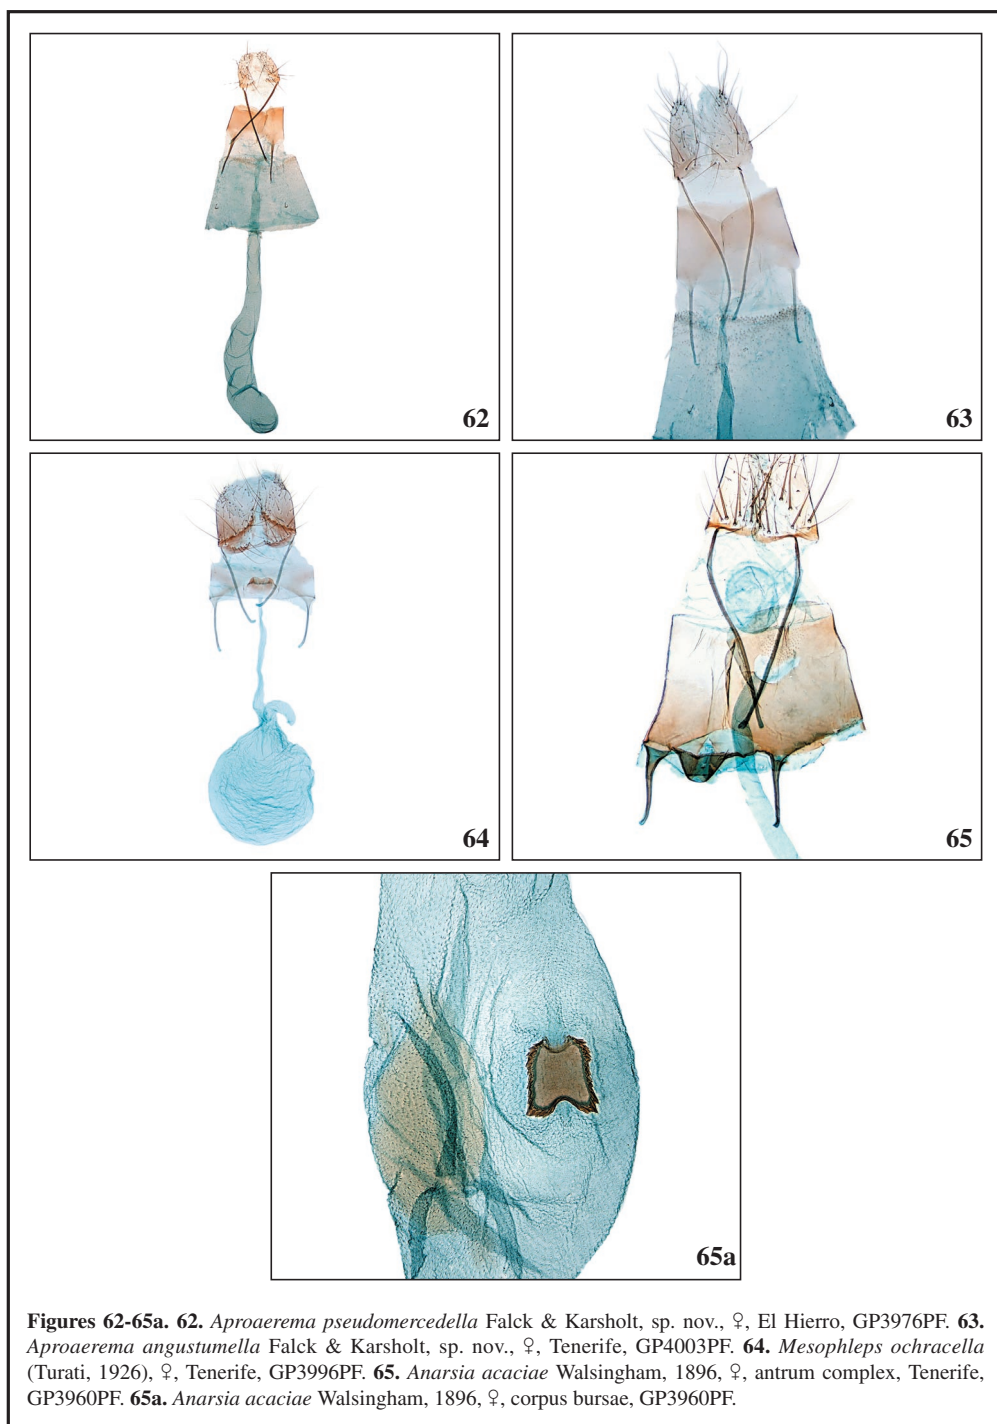 62
63
64
65
65a
Figures 62-65a. 62. Aproaerema pseudomercedella Falck & Karsholt, sp. nov., ♀, El Hierro, GP3976PF. 63.
Aproaerema angustumella Falck & Karsholt, sp. nov., ♀, Tenerife, GP4003PF. 64. Mesophleps ochracella
(Turati, 1926), ♀, Tenerife, GP3996PF. 65. Anarsia acaciae Walsingham, 1896, ♀, antrum complex, Tenerife,
GP3960PF. 65a. Anarsia acaciae Walsingham, 1896, ♀, corpus bursae, GP3960PF.